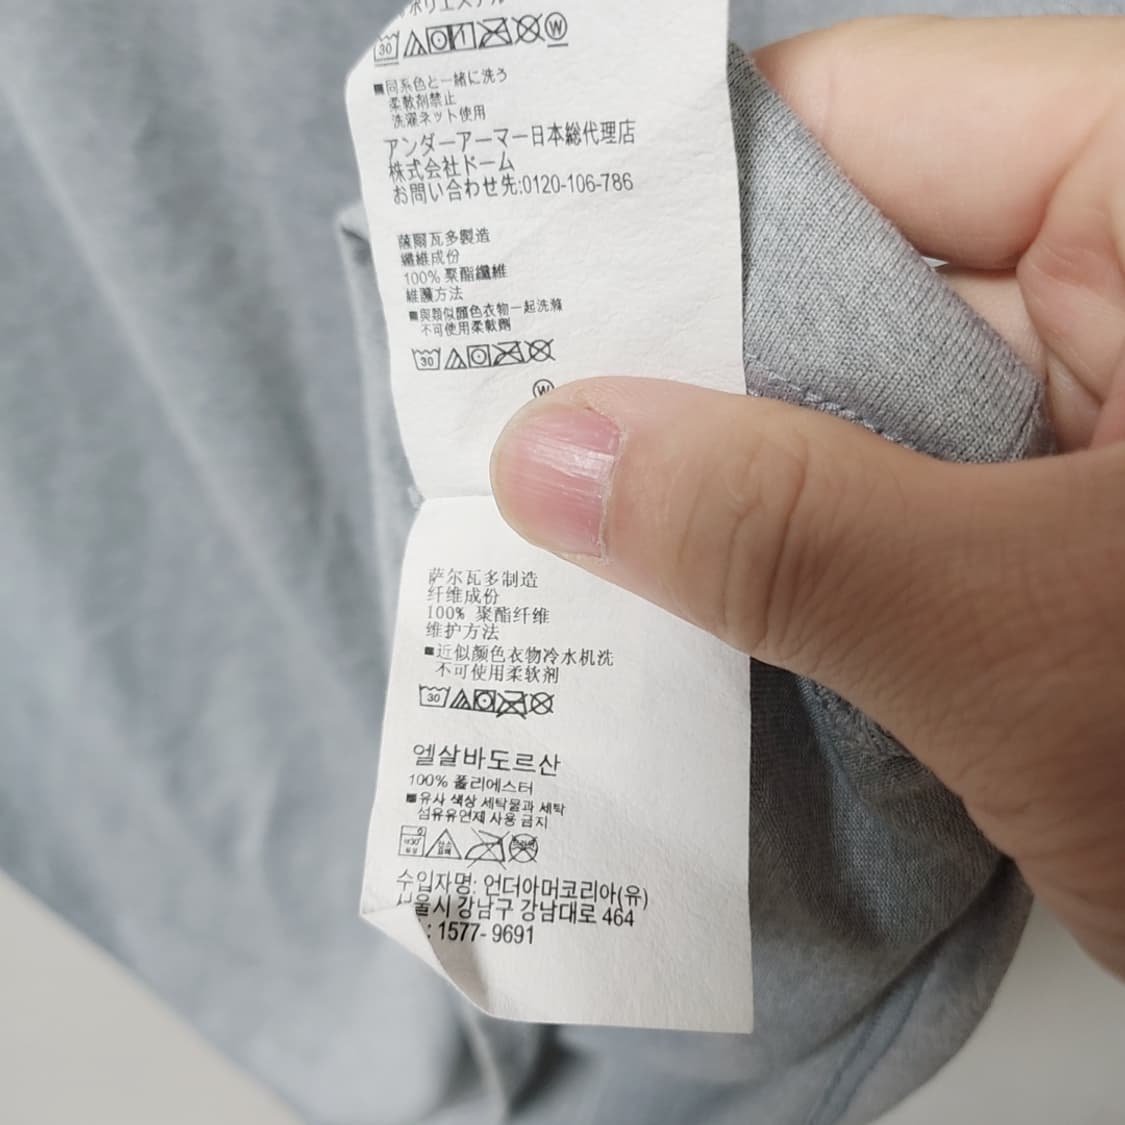 ポリエステル
30 W
■同系色と一緒に洗う
柔軟剤禁止
洗濯ネット使用
アンダーアーマー日本総代理店
株式会社ドーム
お問い合わせ先:0120-106-786
薩爾瓦多製造
纖維成份
100% 聚酯纖維
維護方法
■與類似顏色衣物一起洗滌
不可使用柔軟劑
30
W
萨尔瓦多制造
纤维成份
100% 聚酯纤维
维护方法
■近似颜色衣物冷水机洗
不可使用柔软剂
30
엘살바도르산
100% 폴리에스터
■유사 색상 세탁물과 세탁
섬유유연제 사용 금지
수입자명: 언더아머코리아(유)
서울시 강남구 강남대로 464
: 1577-9691